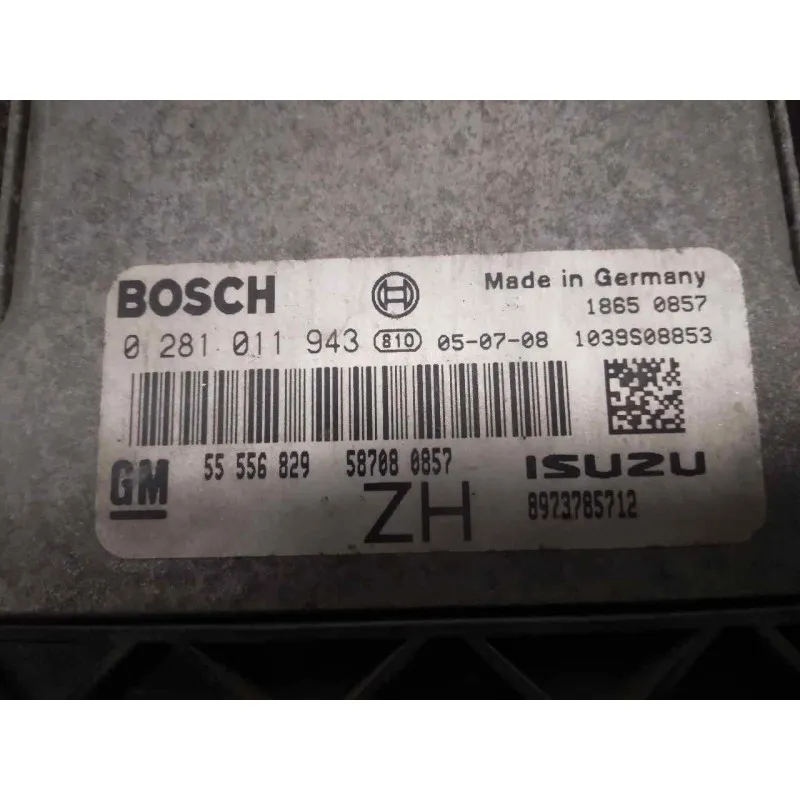 BOSCH
Made in Germany
1865 0857
0 281 011 943 810 05-07-08 1039S08853
GM 55 556 829 58708 0857 ISUZU
ZH 8973785712